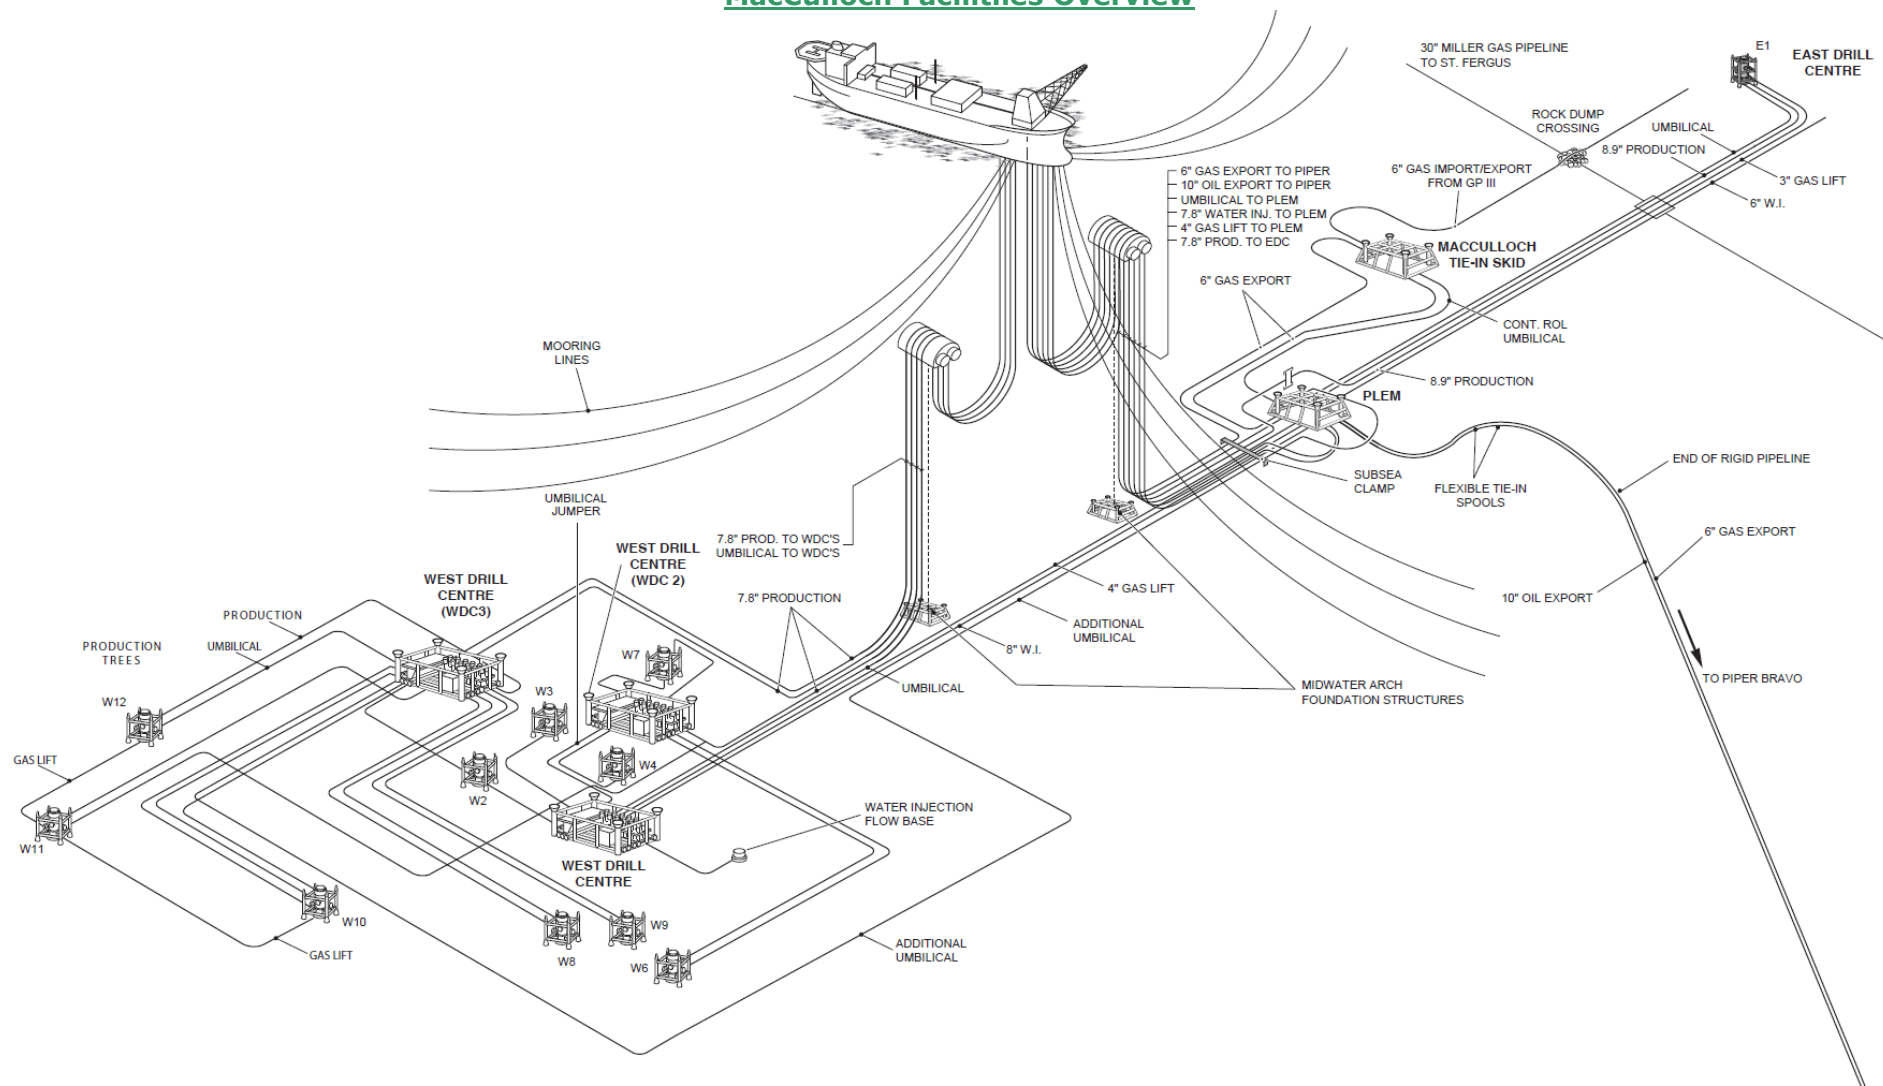 MacCulloch Facilities Overview
30" MILLER GAS PIPELINE
TO ST. FERGUS
E1
EAST DRILL
CENTRE
ROCK DUMP
CROSSING
UMBILICAL
8.9" PRODUCTION
6" GAS IMPORT/EXPORT
FROM GP III
3" GAS LIFT
6" W.I.
6" GAS EXPORT TO PIPER
10" OIL EXPORT TO PIPER
UMBILICAL TO PLEM
7.8" WATER INJ. TO PLEM
4" GAS LIFT TO PLEM
7.8" PROD. TO EDC
MACCULLOCH
TIE-IN SKID
6" GAS EXPORT
CONT. ROL
UMBILICAL
MOORING
LINES
8.9" PRODUCTION
PLEM
END OF RIGID PIPELINE
SUBSEA
CLAMP
FLEXIBLE TIE-IN
SPOOLS
UMBILICAL
JUMPER
6" GAS EXPORT
7.8" PROD. TO WDC'S
UMBILICAL TO WDC'S
WEST DRILL
CENTRE
(WDC 2)
WEST DRILL
CENTRE
(WDC3)
7.8" PRODUCTION
4" GAS LIFT
10" OIL EXPORT
PRODUCTION
ADDITIONAL
UMBILICAL
PRODUCTION
TREES
UMBILICAL
W7
8" W.I.
TO PIPER BRAVO
UMBILICAL
MIDWATER ARCH
FOUNDATION STRUCTURES
W12
W3
GAS LIFT
W4
W2
WATER INJECTION
FLOW BASE
W11
WEST DRILL
CENTRE
W10
W9
GAS LIFT
W8
W6
ADDITIONAL
UMBILICAL